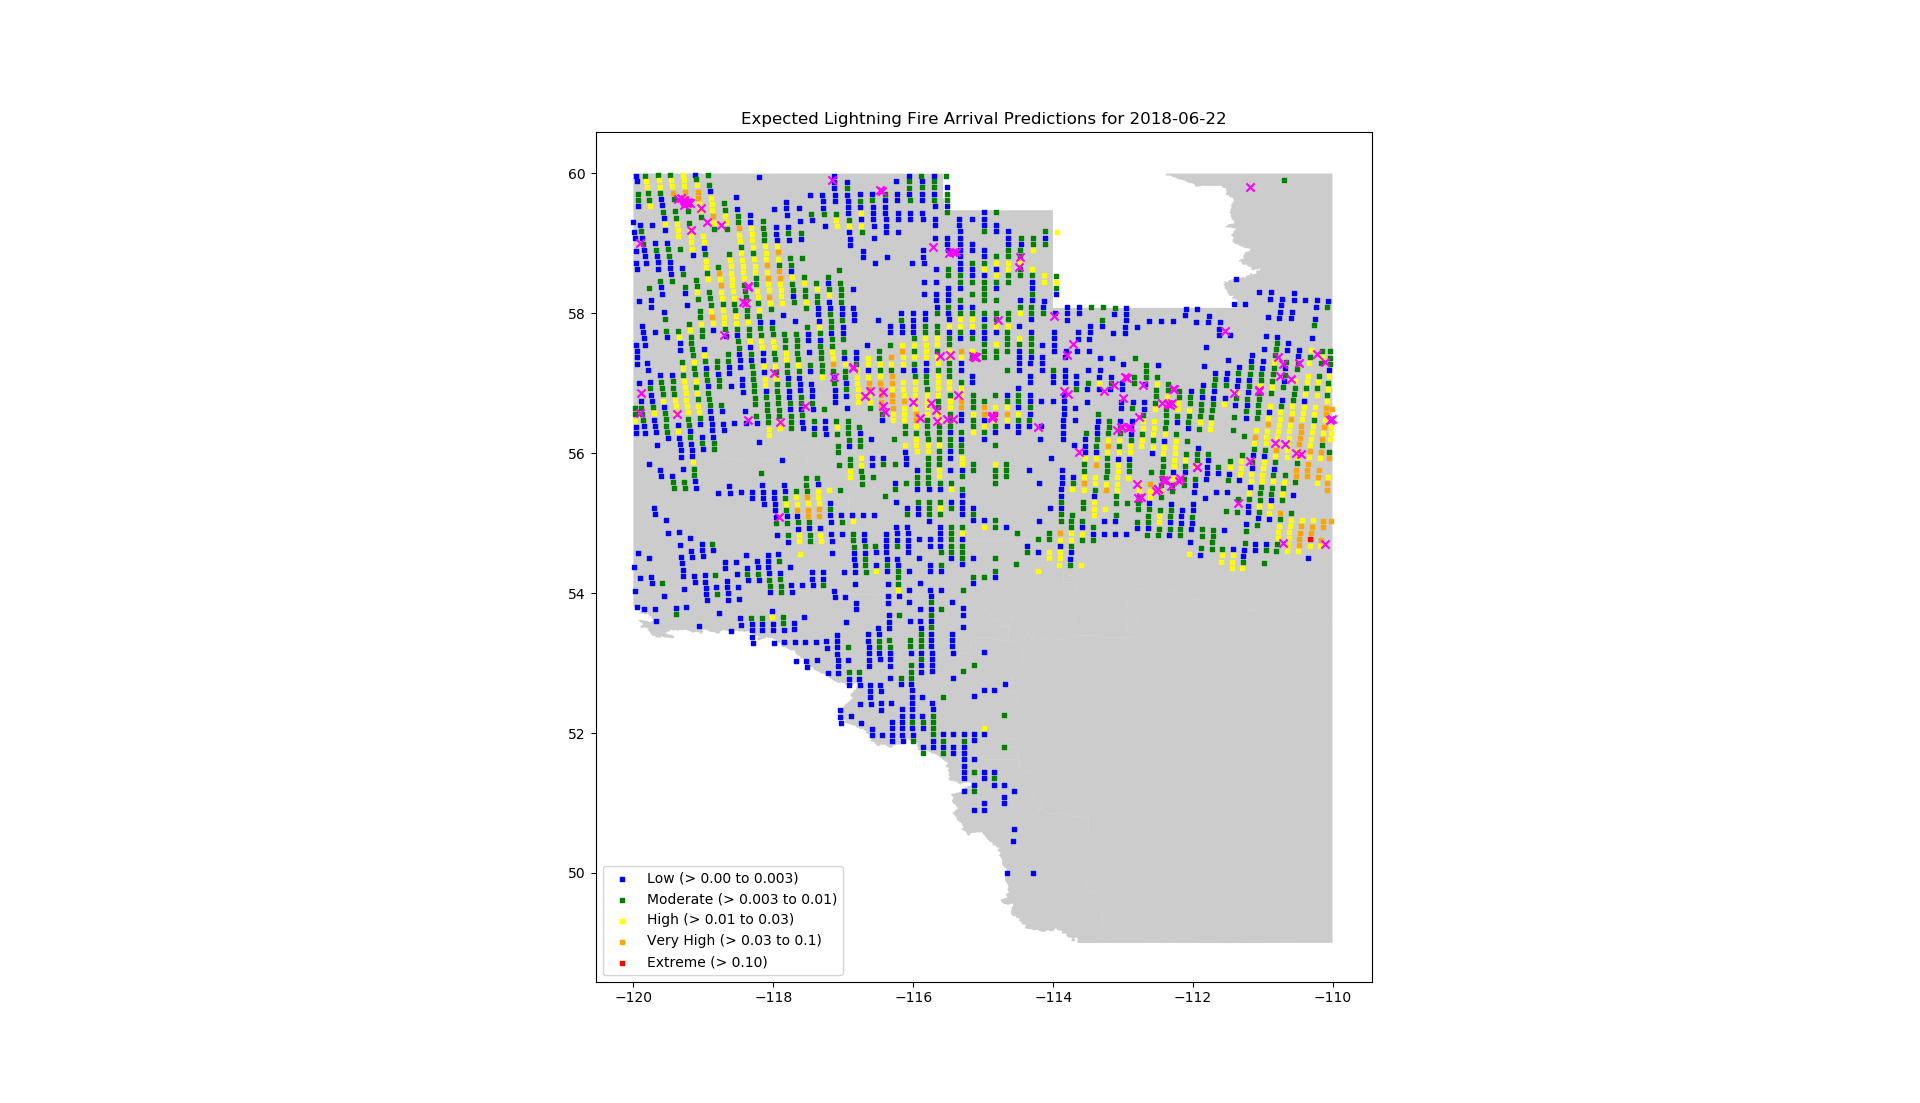 Expected Lightning Fire Arrival Predictions for 2018-06-22
60
58
56
54
52
50
Low (> 0.00 to 0.003)
Moderate (> 0.003 to 0.01)
High (> 0.01 to 0.03)
Very High (> 0.03 to 0.1)
Extreme (> 0.10)
−120 −118 −116 −114 −112 −110